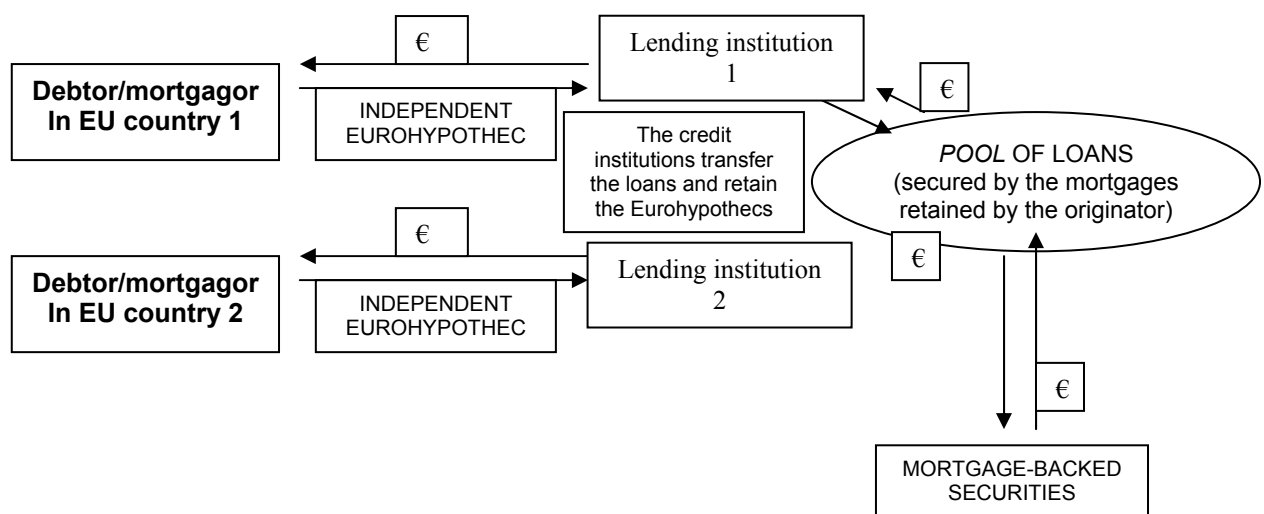 €
Lending institution
1
Debtor/mortgagor
In EU country 1
INDEPENDENT
EUROHYPOTHEC
€
The credit
institutions transfer
the loans and retain
the Eurohypothecs
POOL OF LOANS
(secured by the mortgages
retained by the originator)
€
€
Debtor/mortgagor
In EU country 2
INDEPENDENT
EUROHYPOTHEC
Lending institution
2
€
MORTGAGE-BACKED
SECURITIES